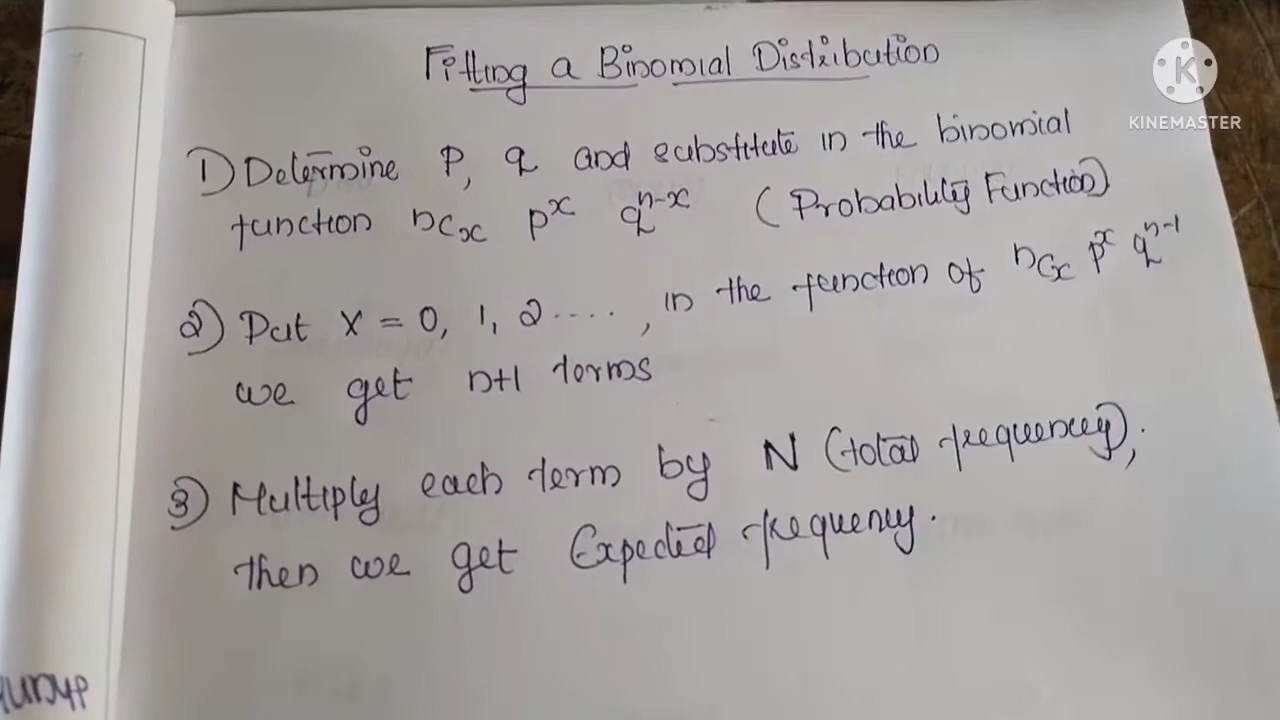 Fitting a Binomial Distribution
K
KINEMASTER
1) Determine P, q and substitute in the binomial
function nCx p^x q^n-x (Probability Function)
2) Put X = 0, 1, 2 ...., in the function of nCx p^x q^n-1
we get n+1 terms
3) Multiply each term by N (total frequency);
then we get Expected frequency.